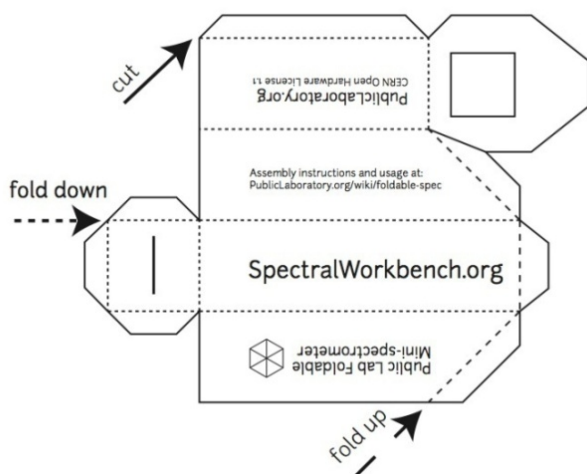 cut
PublicLaboratory.org
CERN Open Hardware License 1.1
Assembly instructions and usage at:
PublicLaboratory.org/wiki/foldable-spec
fold down
SpectralWorkbench.org
Public Lab Foldable
Mini-spectrometer
fold up